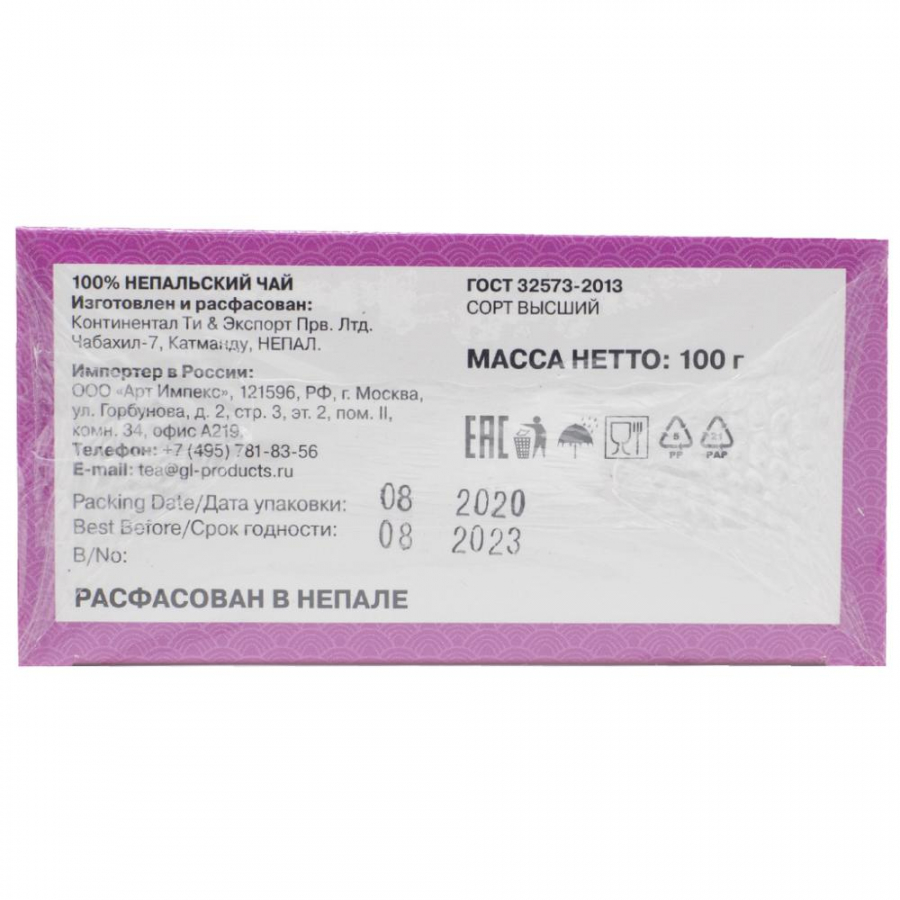 100% НЕПАЛЬСКИЙ ЧАЙ
Изготовлен и расфасован:
Континентал Ти & Экспорт Прв. Лтд.
Чабахил-7, Катманду, НЕПАЛ.
Импортер в России:
ООО «Арт Импекс», 121596, РФ, г. Москва,
ул. Горбунова, д. 2, стр. 3, эт. 2, пом. II,
комн. 34, офис А219.
Телефон: +7 (495) 781-83-56
E-mail: tea@gl-products.ru
Packing Date/Дата упаковки: 08 2020
Best Before/Срок годности: 08 2023
B/No:
РАСФАСОВАН В НЕПАЛЕ
ГОСТ 32573-2013
СОРТ ВЫСШИЙ
МАССА НЕТТО: 100 г
EAC
5
PP
21
PAP